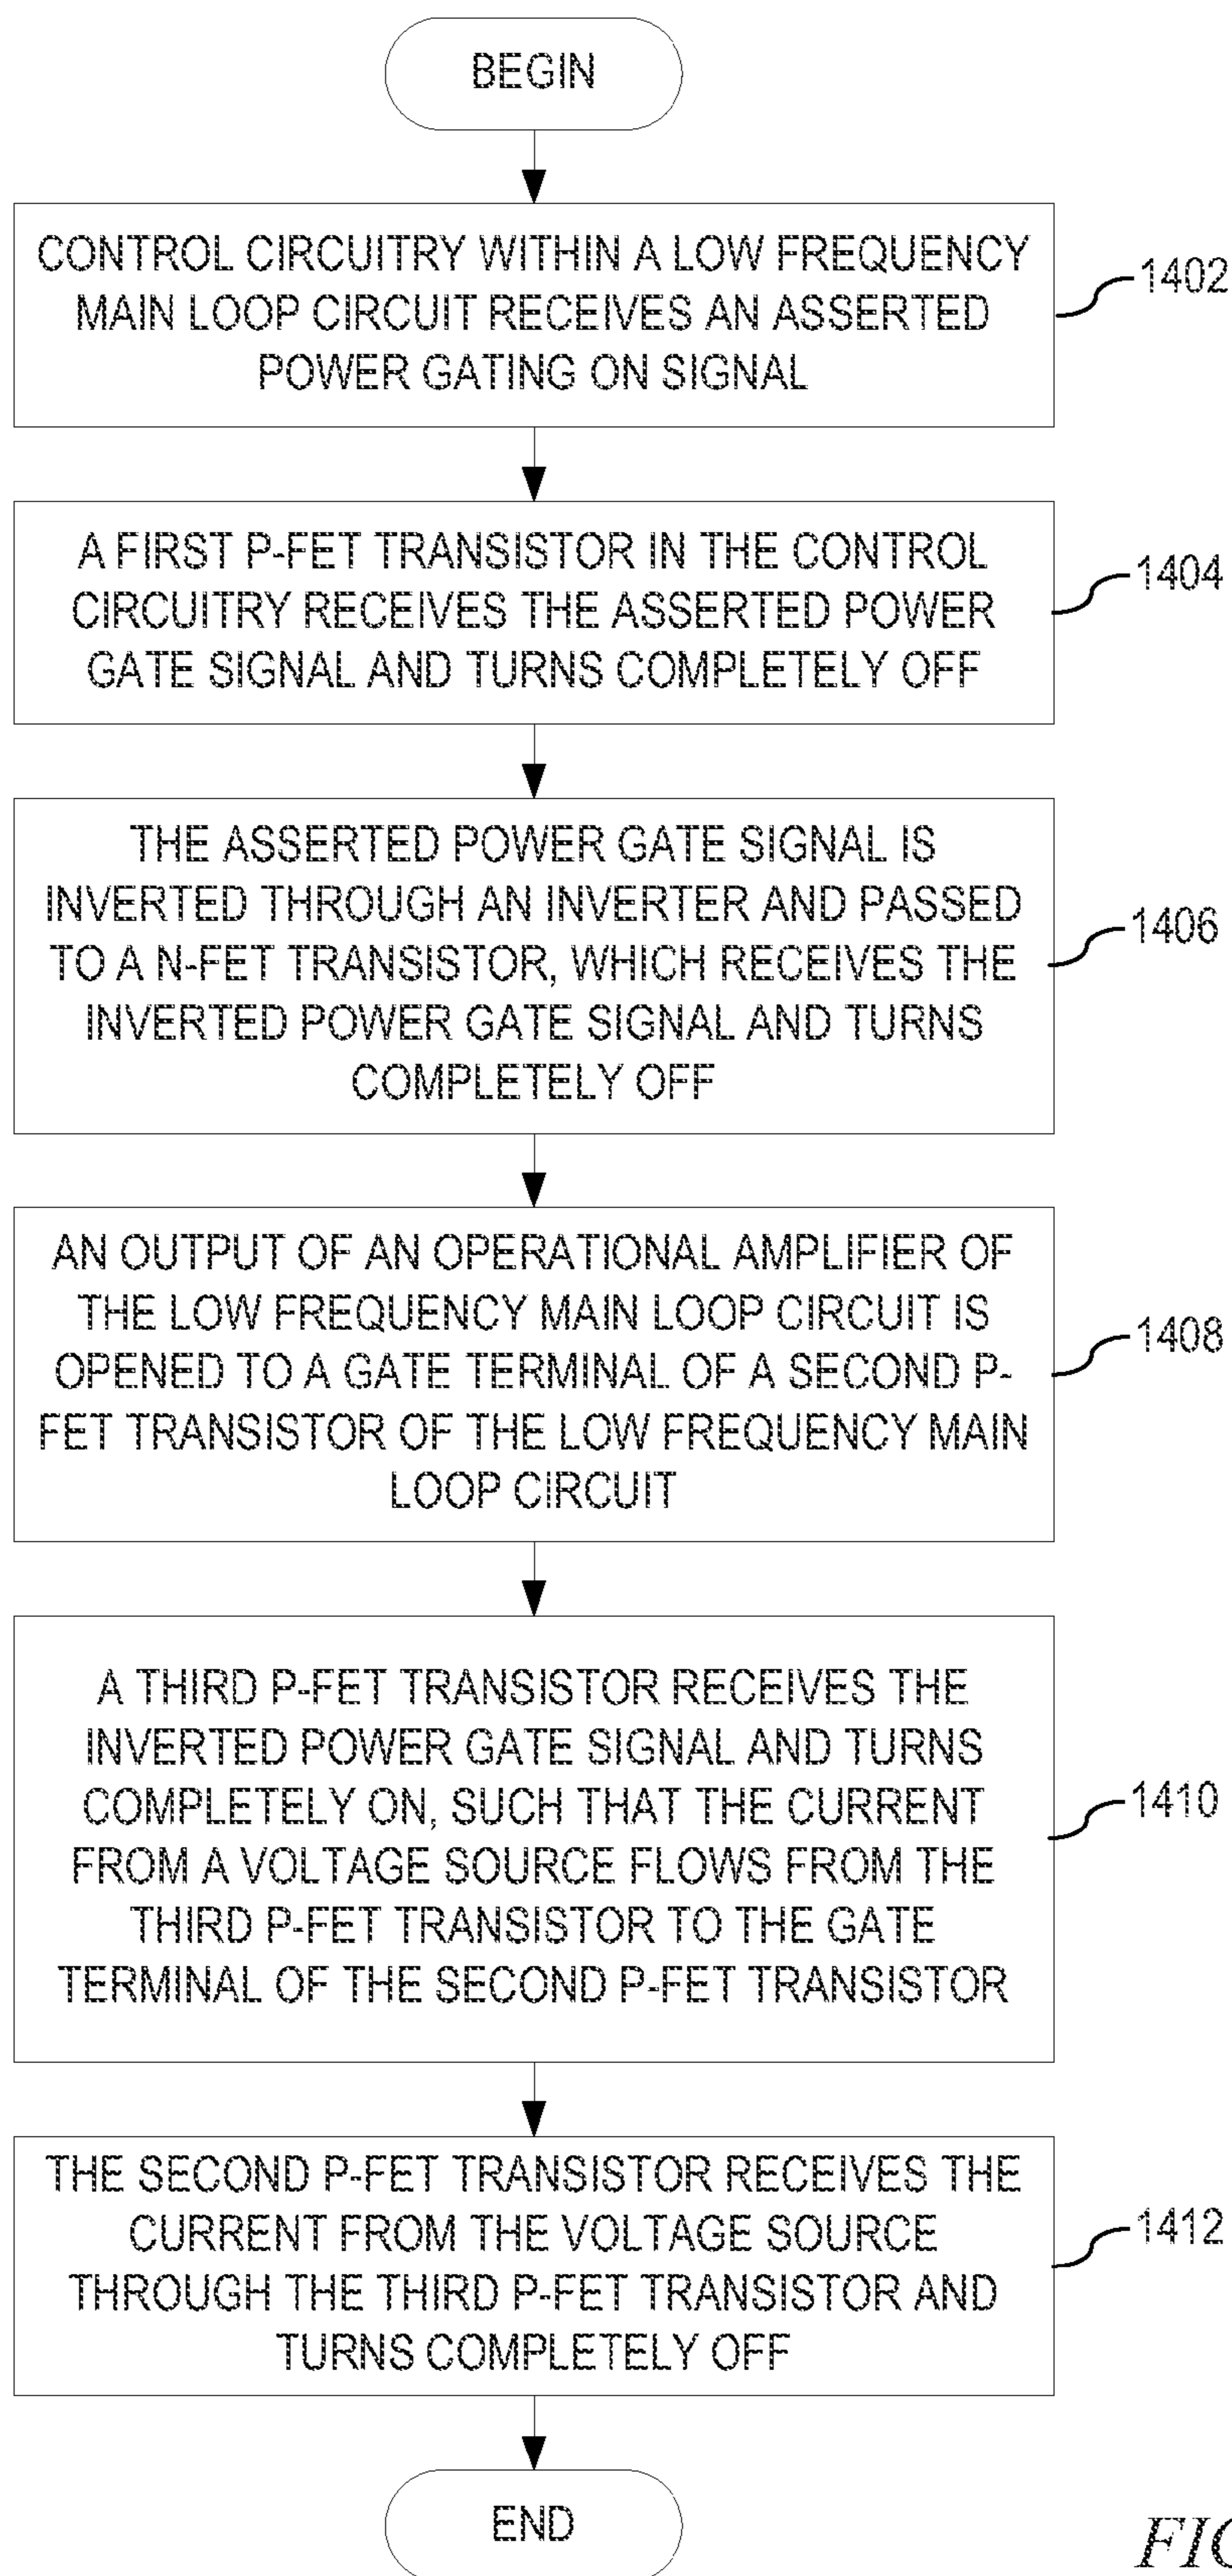 BEGIN
CONTROL CIRCUITRY WITHIN A LOW FREQUENCY
MAIN LOOP CIRCUIT RECEIVES AN ASSERTED
POWER GATING ON SIGNAL
1402
A FIRST P-FET TRANSISTOR IN THE CONTROL
CIRCUITRY RECEIVES THE ASSERTED POWER
GATE SIGNAL AND TURNS COMPLETELY OFF
1404
THE ASSERTED POWER GATE SIGNAL IS
INVERTED THROUGH AN INVERTER AND PASSED
TO A N-FET TRANSISTOR, WHICH RECEIVES THE
INVERTED POWER GATE SIGNAL AND TURNS
COMPLETELY OFF
1406
AN OUTPUT OF AN OPERATIONAL AMPLIFIER OF
THE LOW FREQUENCY MAIN LOOP CIRCUIT IS
OPENED TO A GATE TERMINAL OF A SECOND P-
FET TRANSISTOR OF THE LOW FREQUENCY MAIN
LOOP CIRCUIT
1408
A THIRD P-FET TRANSISTOR RECEIVES THE
INVERTED POWER GATE SIGNAL AND TURNS
COMPLETELY ON, SUCH THAT THE CURRENT
FROM A VOLTAGE SOURCE FLOWS FROM THE
THIRD P-FET TRANSISTOR TO THE GATE
TERMINAL OF THE SECOND P-FET TRANSISTOR
1410
THE SECOND P-FET TRANSISTOR RECEIVES THE
CURRENT FROM THE VOLTAGE SOURCE
THROUGH THE THIRD P-FET TRANSISTOR AND
TURNS COMPLETELY OFF
1412
END